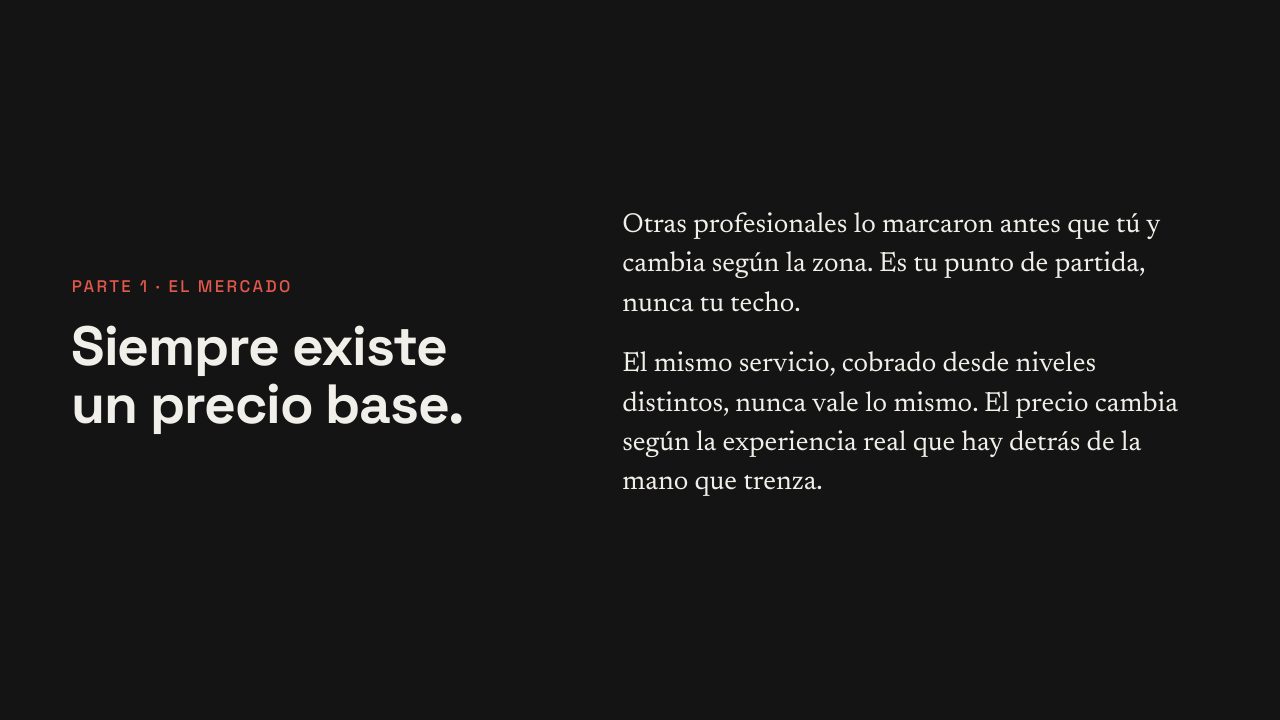 PARTE 1 · EL MERCADO
Siempre existe
un precio base.
Otras profesionales lo marcaron antes que tú y
cambia según la zona. Es tu punto de partida,
nunca tu techo.
El mismo servicio, cobrado desde niveles
distintos, nunca vale lo mismo. El precio cambia
según la experiencia real que hay detrás de la
mano que trenza.